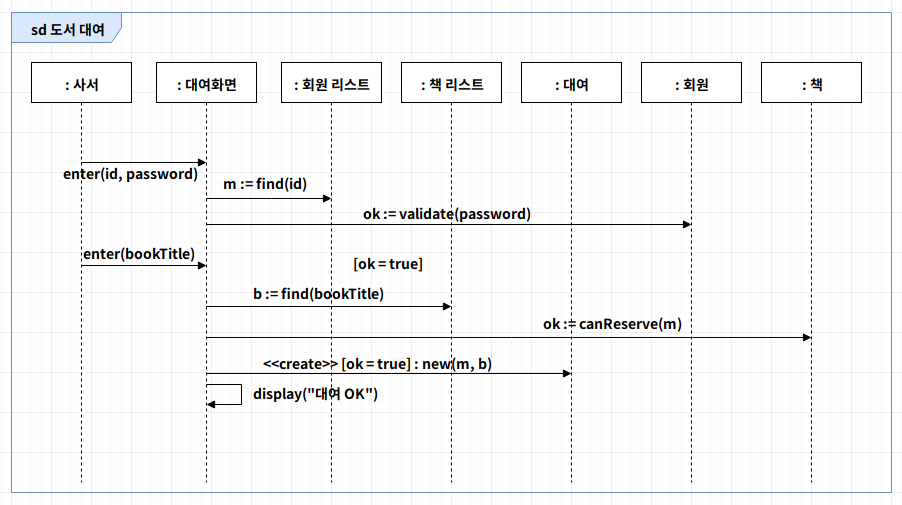 sd 도서 대여
: 사서
: 대여화면
: 회원 리스트
: 책 리스트
: 대여
: 회원
: 책
enter(id, password)
m := find(id)
ok := validate(password)
enter(bookTitle)
[ok = true]
b := find(bookTitle)
ok := canReserve(m)
<<create>> [ok = true] : new(m, b)
display("대여 OK")